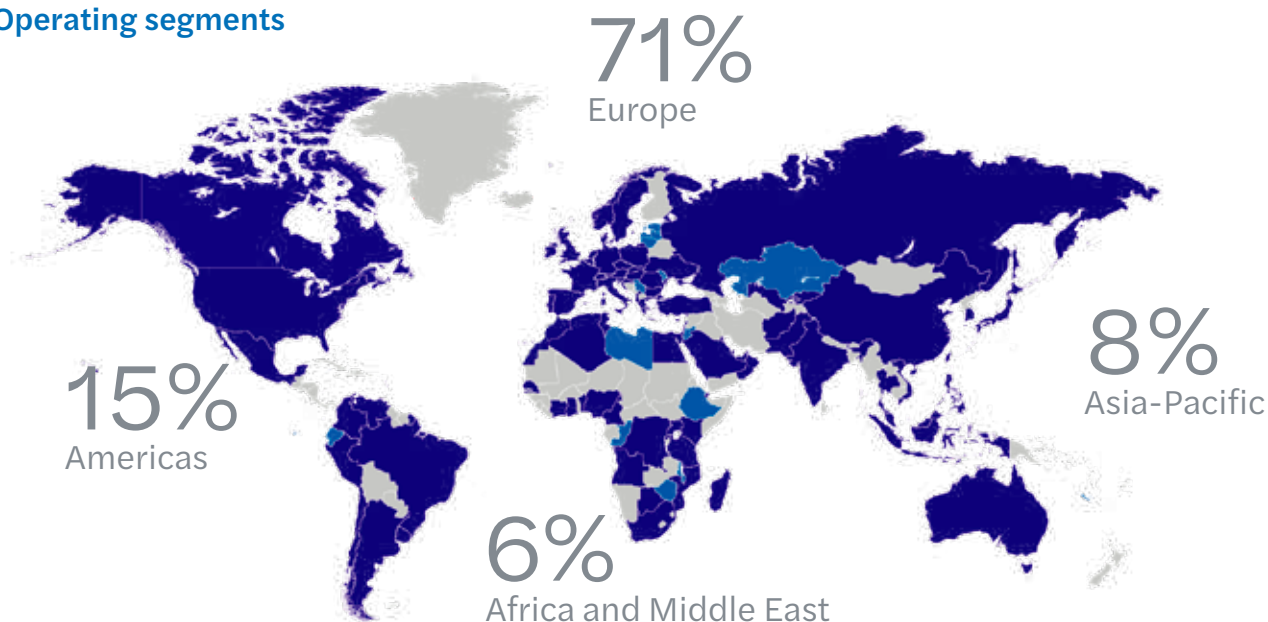 Operating segments
71%
Europe
8%
Asia-Pacific
15%
Americas
6%
Africa and Middle East